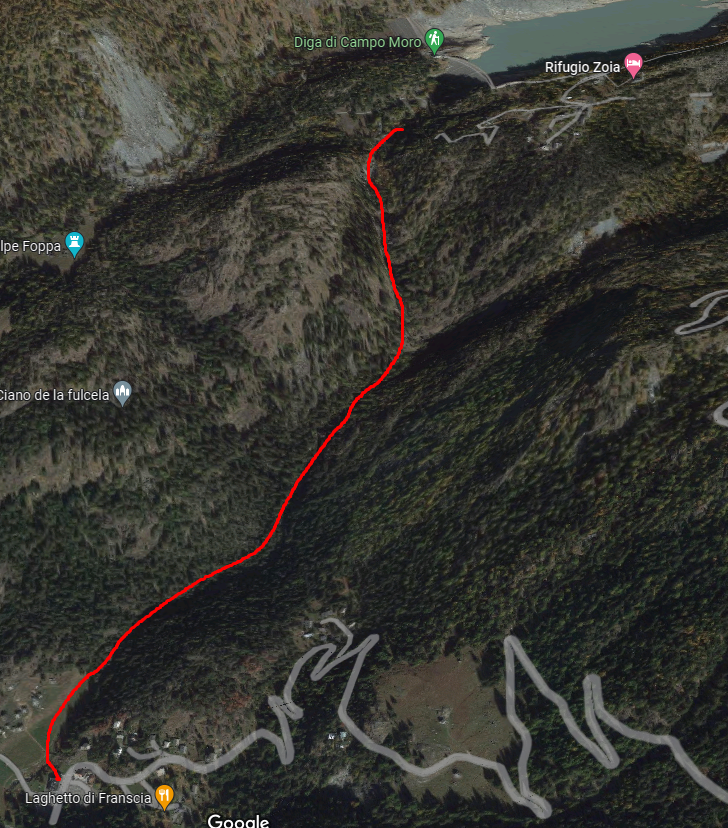 Diga di Campo Moro
Rifugio Zoia
lpe Foppa
Ciano de la fulcela
Laghetto di Franscia
Google